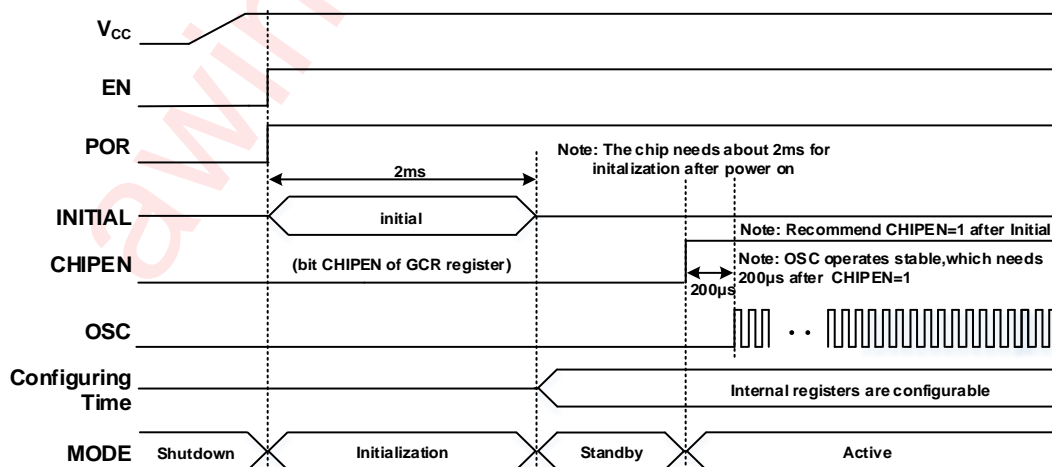 VCC
EN
POR
Note: The chip needs about 2ms for
initalization after power on
2ms
INITIAL
initial
Note: Recommend CHIPEN=1 after Initial
CHIPEN
(bit CHIPEN of GCR register)
Note: OSC operates stable,which needs
200μs after CHIPEN=1
200μs
OSC
Configuring
Time
Internal registers are configurable
MODE
Shutdown
Initialization
Standby
Active
awin